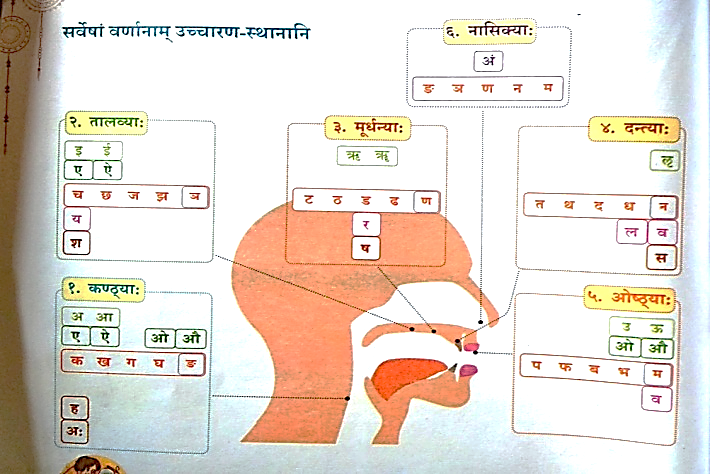 सर्वेषां वर्णानाम् उच्चारण-स्थानानि
६. नासिक्याः
अं
ङ ञ ण न म
२. तालव्याः
इ ई
ए ऐ
च छ ज झ ञ
य
श
३. मूर्धन्याः
ऋ ॠ
ट ठ ड ढ ण
र
ष
४. दन्त्याः
ऌ
त थ द ध न
ल व
स
१. कण्ठ्याः
अ आ
ए ऐ ओ औ
क ख ग घ ङ
ह
अः
५. ओष्ठ्याः
उ ऊ
ओ औ
प फ ब भ म
व